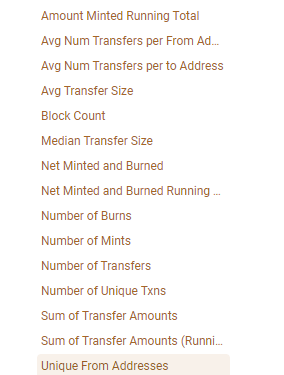 Amount Minted Running Total
Avg Num Transfers per From Ad...
Avg Num Transfers per to Address
Avg Transfer Size
Block Count
Median Transfer Size
Net Minted and Burned
Net Minted and Burned Running ...
Number of Burns
Number of Mints
Number of Transfers
Number of Unique Txns
Sum of Transfer Amounts
Sum of Transfer Amounts (Runni...
Unique From Addresses